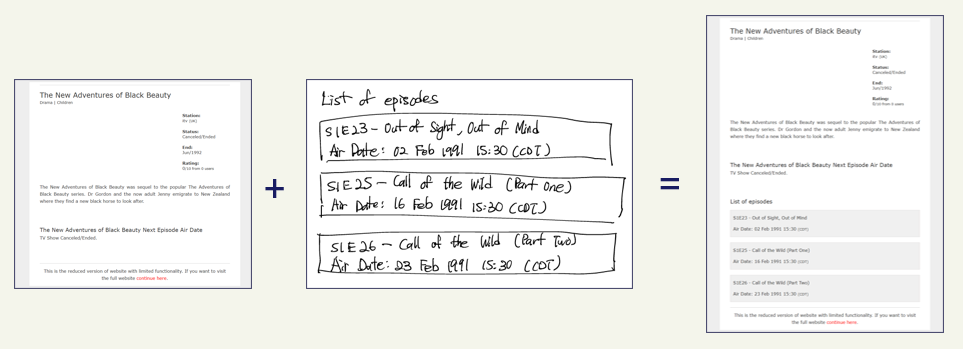 The New Adventures of Black Beauty
Drama | Children
Station:
ITV (UK)
Status:
Canceled/Ended
End:
Jun/1992
Rating:
0/10 from 0 users
The New Adventures of Black Beauty was sequel to the popular The Adventures of
Black Beauty series. Dr Gordon and the now adult Jenny emigrate to New Zealand
where they find a new black horse to look after.
The New Adventures of Black Beauty Next Episode Air Date
TV Show Canceled/Ended.
This is the reduced version of website with limited functionality. If you want to visit
the full website continue here.
+
List of episodes
S1E23 - Out of Sight, Out of Mind
Air Date: 02 Feb 1991 15:30 (CDT)
S1E25 - Call of the Wild (Part One)
Air Date: 16 Feb 1991 15:30 (CDT)
S1E26 - Call of the Wild (Part Two)
Air Date: 23 Feb 1991 15:30 (CDT)
=
The New Adventures of Black Beauty
Drama | Children
Station:
ITV (UK)
Status:
Canceled/Ended
End:
Jun/1992
Rating:
0/10 from 0 users
The New Adventures of Black Beauty was sequel to the popular The Adventures of
Black Beauty series. Dr Gordon and the now adult Jenny emigrate to New Zealand
where they find a new black horse to look after.
The New Adventures of Black Beauty Next Episode Air Date
TV Show Canceled/Ended.
List of episodes
S1E23 - Out of Sight, Out of Mind
Air Date: 02 Feb 1991 15:30
S1E25 - Call of the Wild (Part One)
Air Date: 16 Feb 1991 15:30
S1E26 - Call of the Wild (Part Two)
Air Date: 23 Feb 1991 15:30
This is the reduced version of website with limited functionality. If you want to visit
the full website continue here.